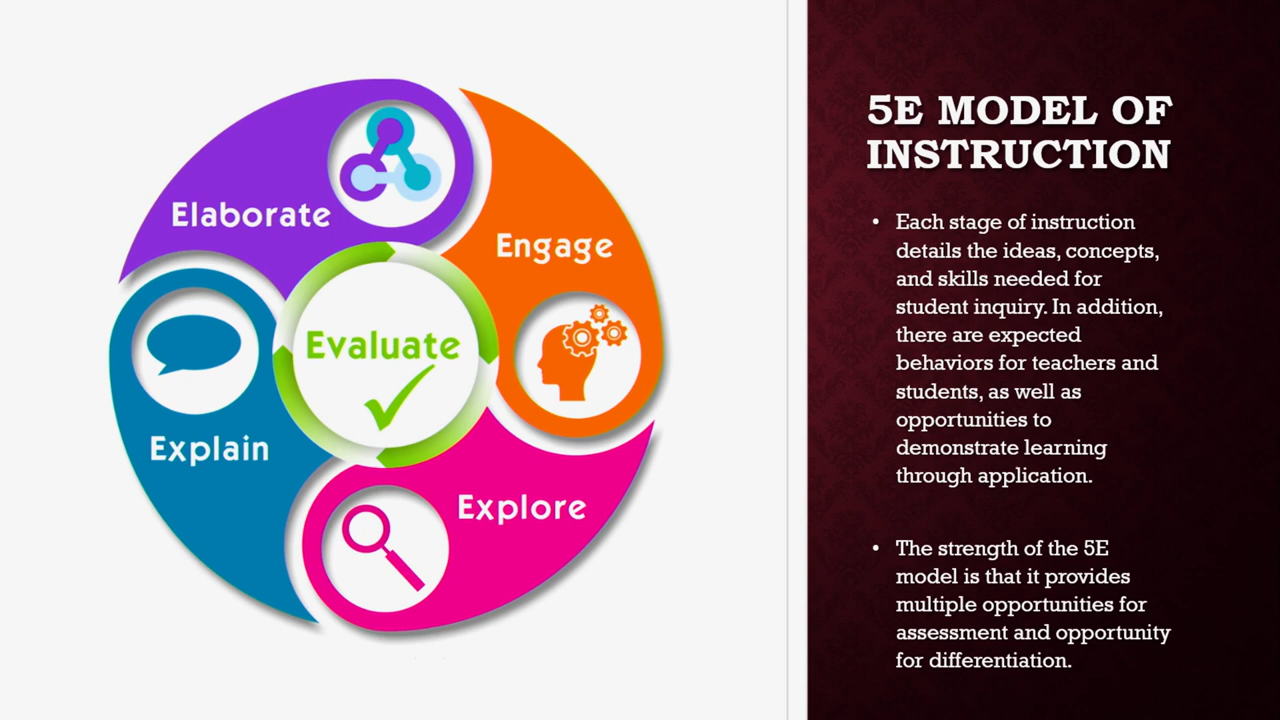 Elaborate
Engage
Evaluate
Explain
Explore
5E MODEL OF
INSTRUCTION
• Each stage of instruction
details the ideas, concepts,
and skills needed for
student inquiry. In addition,
there are expected
behaviors for teachers and
students, as well as
opportunities to
demonstrate learning
through application.
• The strength of the 5E
model is that it provides
multiple opportunities for
assessment and opportunity
for differentiation.